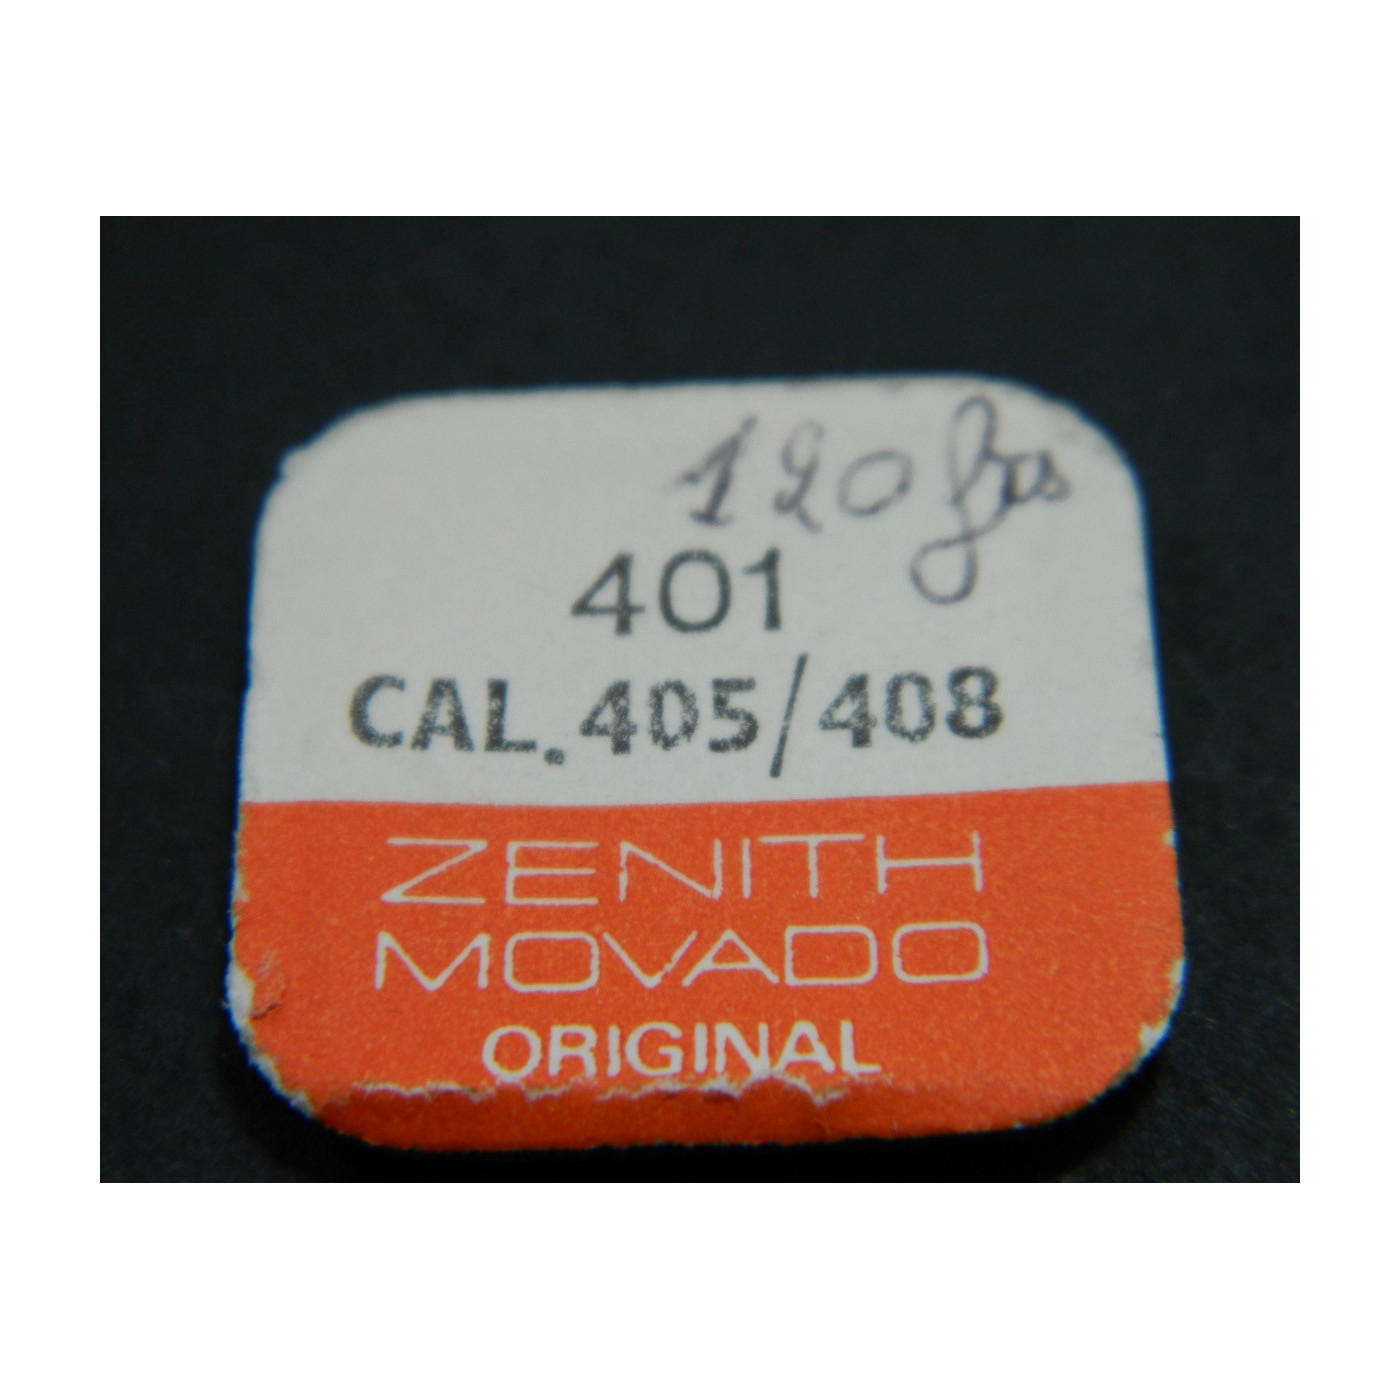 120 frs
401
CAL. 405/408
ZENITH
MOVADO
ORIGINAL